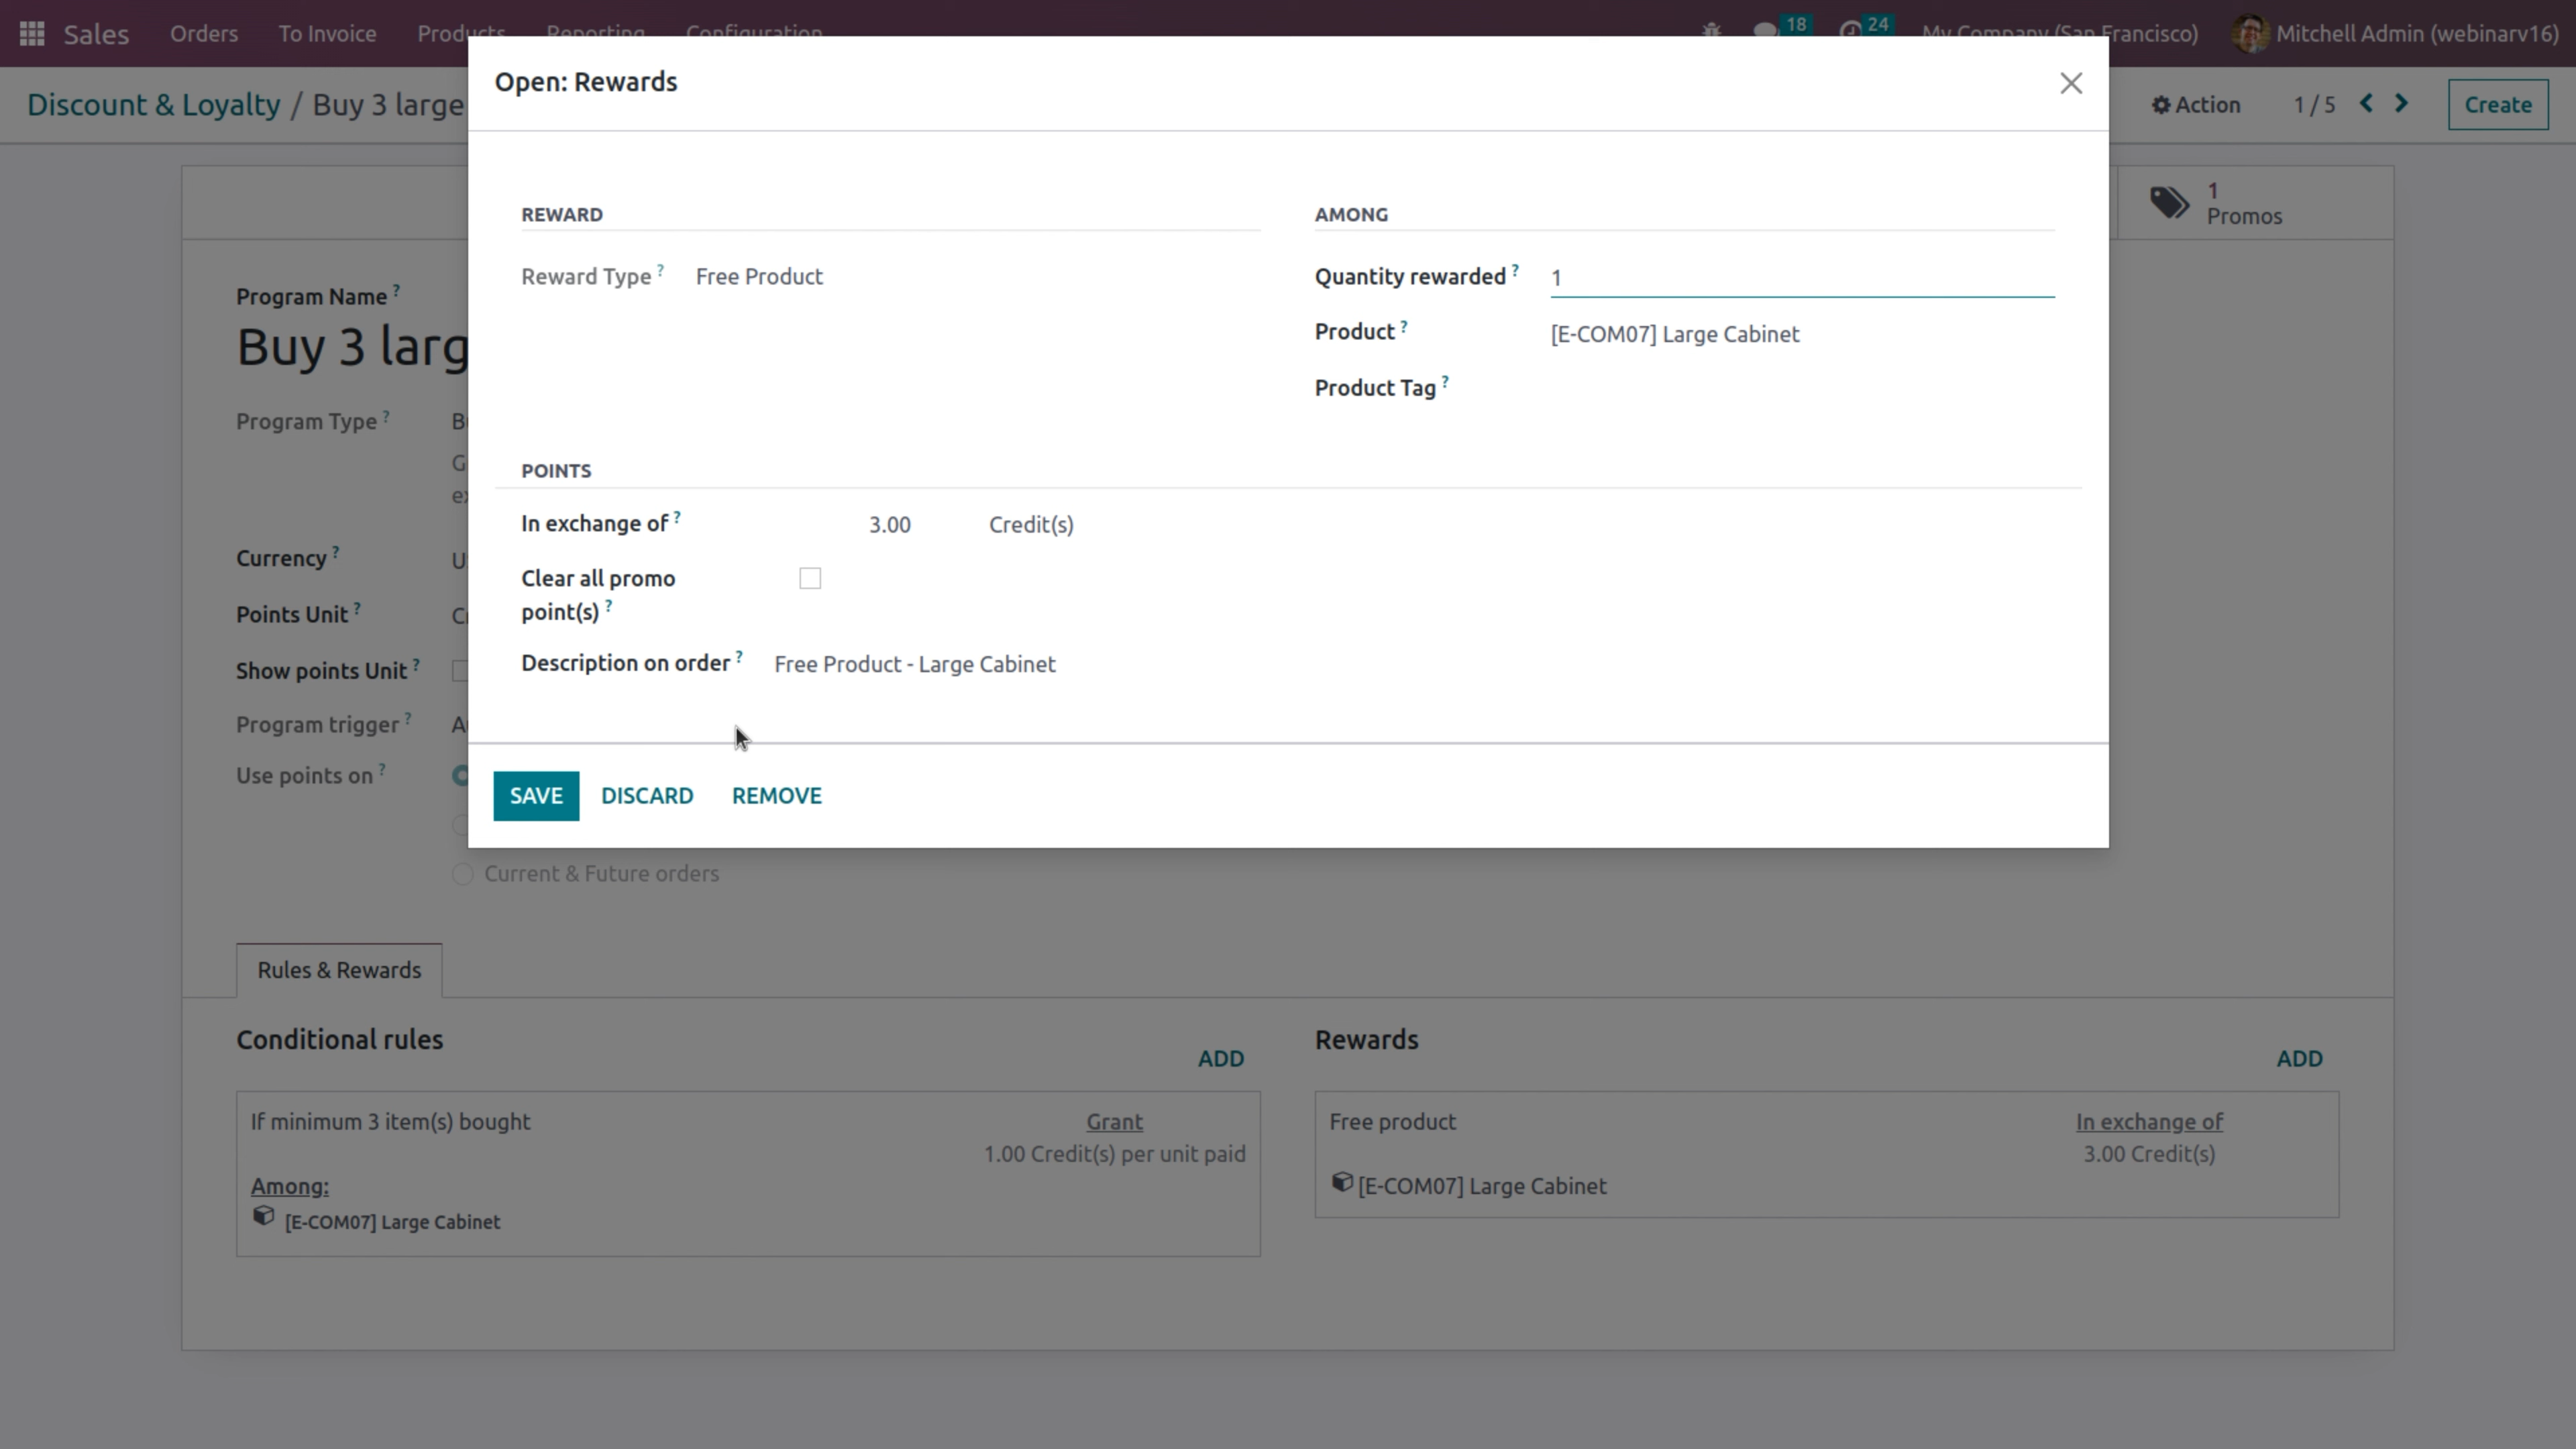 Sales Orders To Invoice Products Reporting Configuration 18 24 My Company (San Francisco) Mitchell Admin (webinarv16)
Discount & Loyalty / Buy 3 large
Action 1 / 5 Create
Open: Rewards
1
Promos
REWARD
Reward Type ? Free Product
AMONG
Quantity rewarded ? 1
Product ? [E-COM07] Large Cabinet
Product Tag ?
POINTS
In exchange of ? 3.00 Credit(s)
Clear all promo
point(s) ?
Description on order ? Free Product - Large Cabinet
SAVE DISCARD REMOVE
Program Name ?
Buy 3 larg
Program Type ?
Currency ?
Points Unit ?
Show points Unit ?
Program trigger ?
Use points on ?
Current & Future orders
Rules & Rewards
Conditional rules
ADD
If minimum 3 item(s) bought
Grant
1.00 Credit(s) per unit paid
Among:
[E-COM07] Large Cabinet
Rewards
ADD
Free product
In exchange of
3.00 Credit(s)
[E-COM07] Large Cabinet